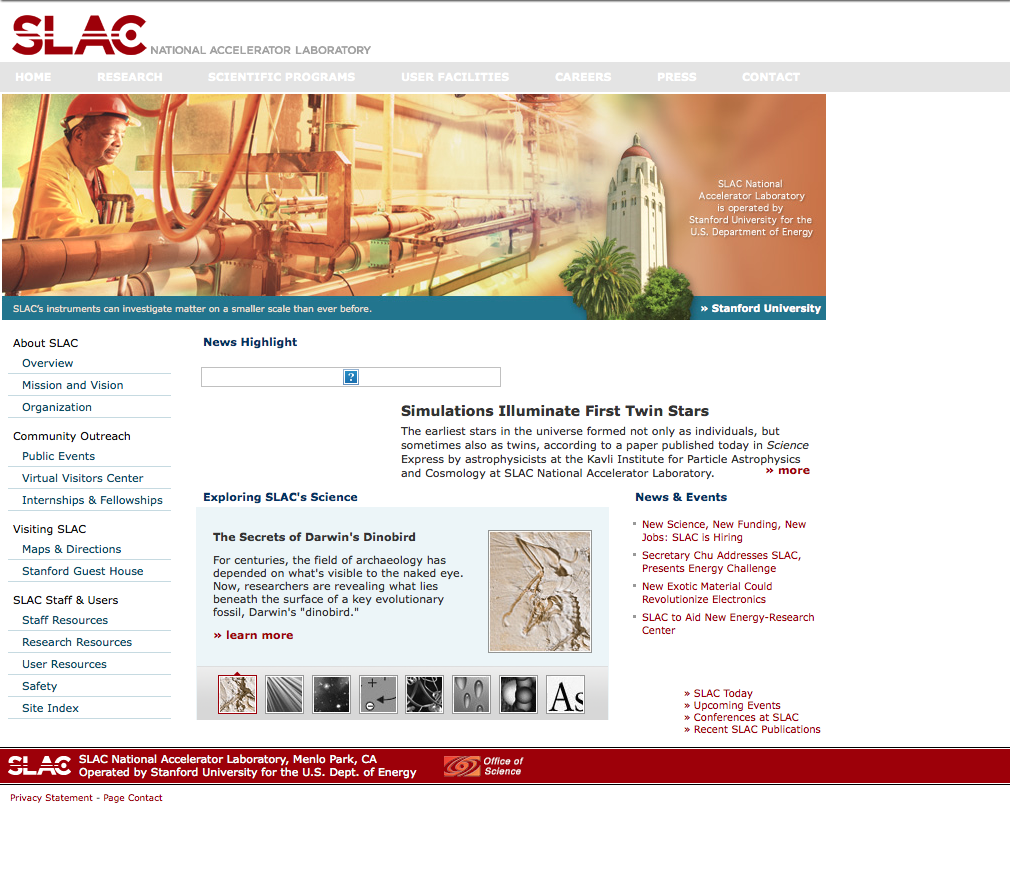 SLAC NATIONAL ACCELERATOR LABORATORY
HOME RESEARCH SCIENTIFIC PROGRAMS USER FACILITIES CAREERS PRESS CONTACT
SLAC National
Accelerator Laboratory
is operated by
Stanford University for the
U.S. Department of Energy
SLAC's instruments can investigate matter on a smaller scale than ever before.
» Stanford University
About SLAC
Overview
Mission and Vision
Organization
Community Outreach
Public Events
Virtual Visitors Center
Internships & Fellowships
Visiting SLAC
Maps & Directions
Stanford Guest House
SLAC Staff & Users
Staff Resources
Research Resources
User Resources
Safety
Site Index
News Highlight
?
Simulations Illuminate First Twin Stars
The earliest stars in the universe formed not only as individuals, but
sometimes also as twins, according to a paper published today in Science
Express by astrophysicists at the Kavli Institute for Particle Astrophysics
and Cosmology at SLAC National Accelerator Laboratory.
» more
Exploring SLAC's Science
The Secrets of Darwin's Dinobird
For centuries, the field of archaeology has
depended on what's visible to the naked eye.
Now, researchers are revealing what lies
beneath the surface of a key evolutionary
fossil, Darwin's "dinobird."
» learn more
As
News & Events
New Science, New Funding, New
Jobs: SLAC is Hiring
Secretary Chu Addresses SLAC,
Presents Energy Challenge
New Exotic Material Could
Revolutionize Electronics
SLAC to Aid New Energy-Research
Center
» SLAC Today
» Upcoming Events
» Conferences at SLAC
» Recent SLAC Publications
SLAC
SLAC National Accelerator Laboratory, Menlo Park, CA
Operated by Stanford University for the U.S. Dept. of Energy
Office of
Science
Privacy Statement - Page Contact